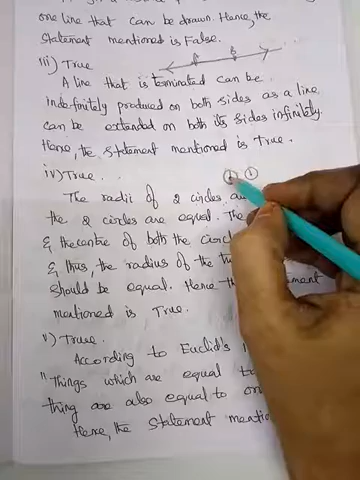 one line that can be drawn. Hence, the
Statement mentioned is False.
iii) True
A line that is terminated can be
Indefinitely produced on both sides as a line
can be extended on both its sides infinitely.
Hence, the statement mentioned is True.
iv) True
The radii of 2 circles
the 2 circles are equal. The
& the centre of both the circl
& thus, the radius of the tw
should be equal. Hence the statement
mentioned is True.
v) True
According to Euclid's
"Things which are equal to
thing are also equal to on
Hence, the statement mentio